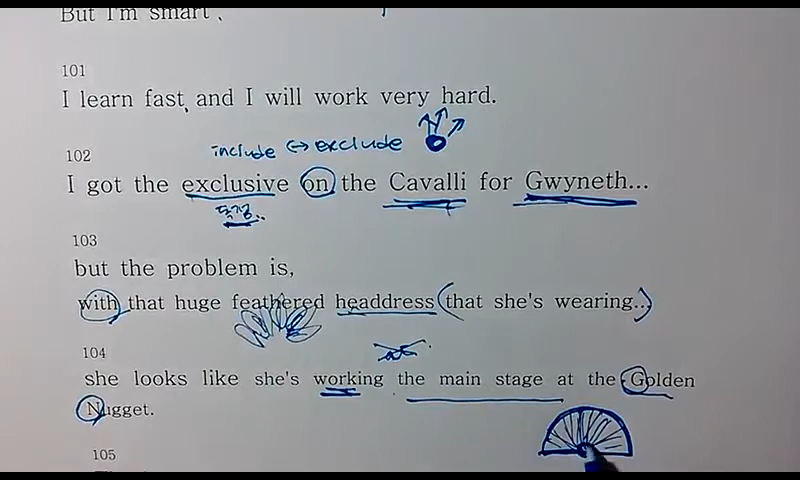 But I'm smart.
101
I learn fast, and I will work very hard.
include ↔ exclude
102
I got the exclusive on the Cavalli for Gwyneth...
독점..
103
but the problem is,
with that huge feathered headdress (that she's wearing...)
104
she looks like she's working the main stage at the Golden
Nugget.
105